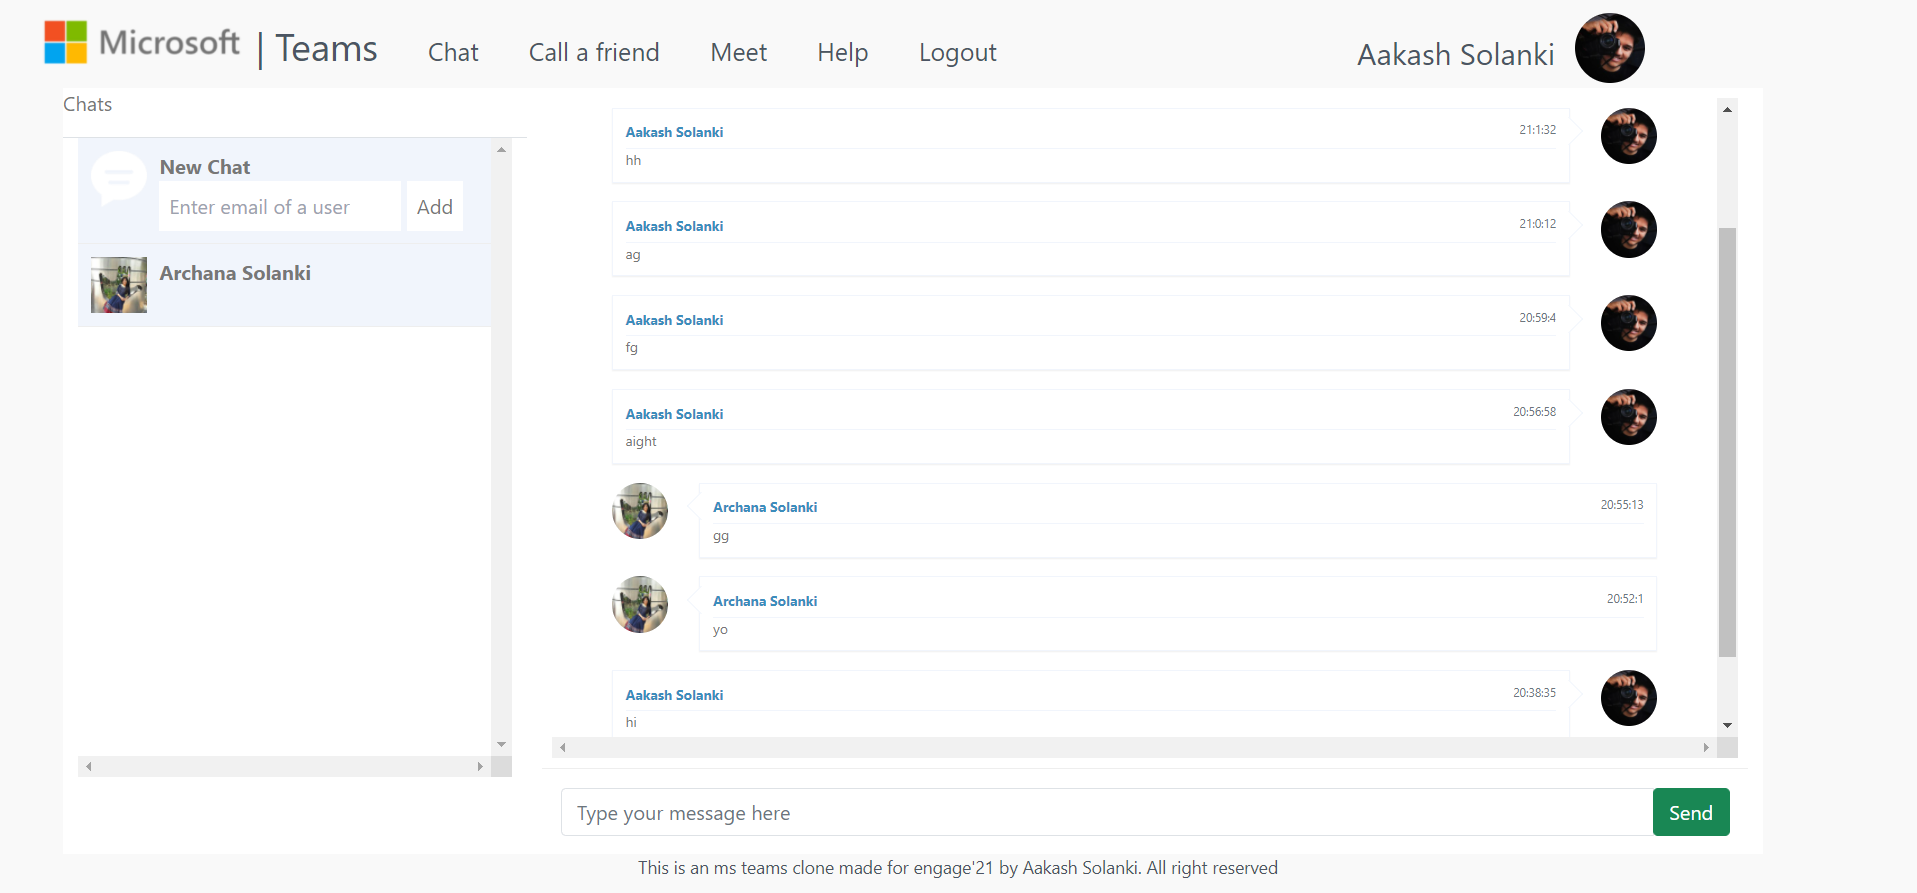 Microsoft | Teams Chat Call a friend Meet Help Logout Aakash Solanki
Chats
New Chat
Enter email of a user Add
Archana Solanki
Aakash Solanki 21:1:32
hh
Aakash Solanki 21:0:12
ag
Aakash Solanki 20:59:4
fg
Aakash Solanki 20:56:58
aight
Archana Solanki 20:55:13
gg
Archana Solanki 20:52:1
yo
Aakash Solanki 20:38:35
hi
Type your message here Send
This is an ms teams clone made for engage'21 by Aakash Solanki. All right reserved